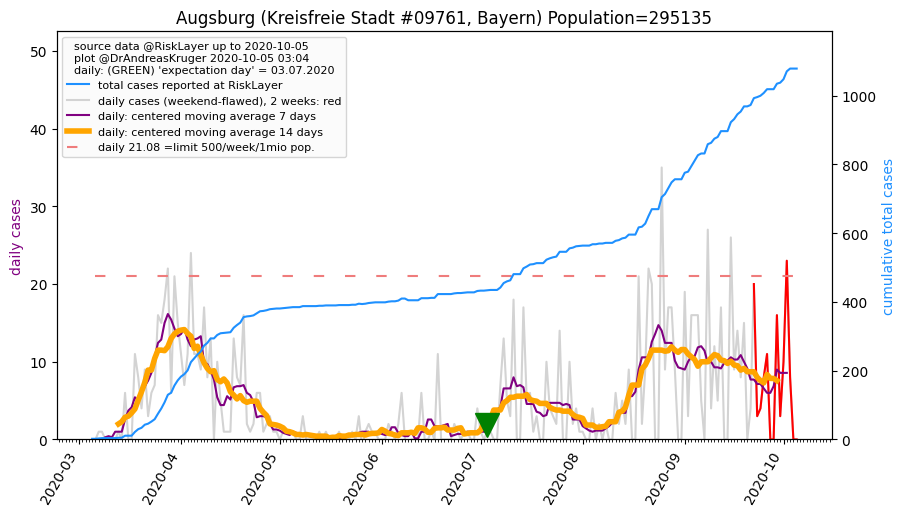 Augsburg (Kreisfreie Stadt #09761, Bayern) Population=295135
source data @RiskLayer up to 2020-10-05
plot @DrAndreasKruger 2020-10-05 03:04
daily: (GREEN) 'expectation day' = 03.07.2020
total cases reported at RiskLayer
daily cases (weekend-flawed), 2 weeks: red
daily: centered moving average 7 days
daily: centered moving average 14 days
daily 21.08 =limit 500/week/1mio pop.
daily cases
50
40
30
20
10
0
cumulative total cases
1000
800
600
400
200
0
2020-03
2020-04
2020-05
2020-06
2020-07
2020-08
2020-09
2020-10